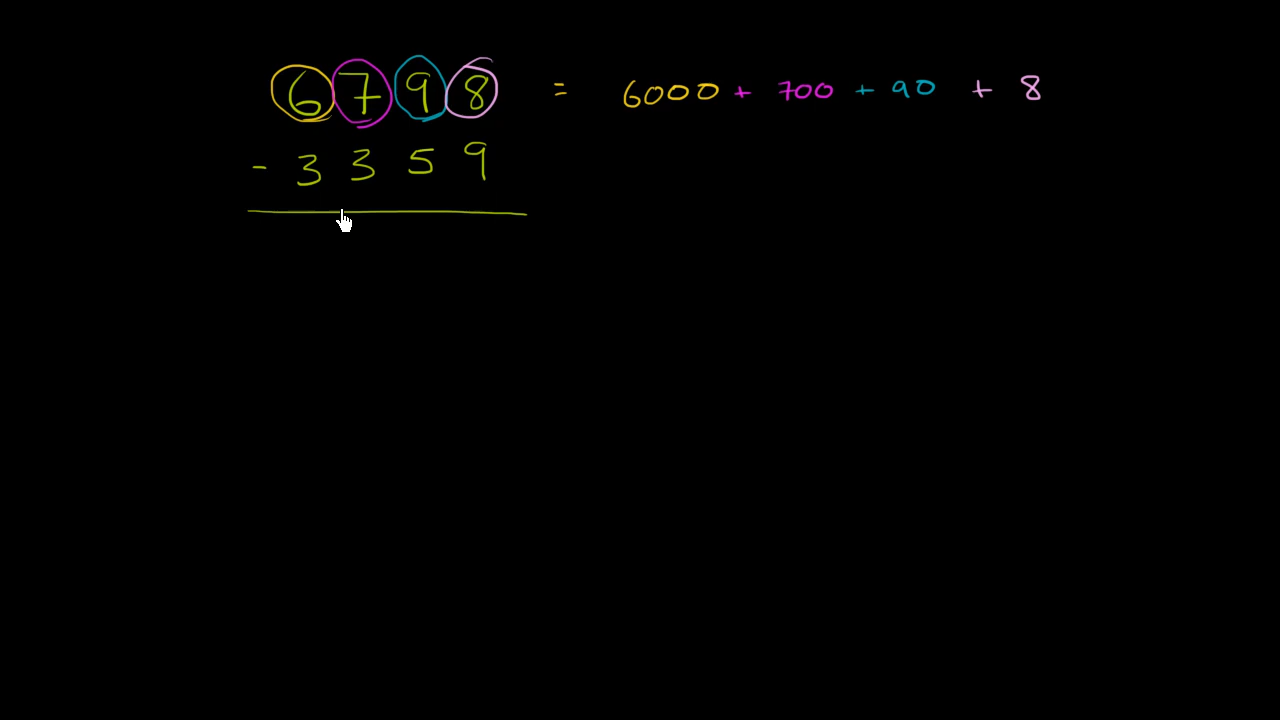 6798 = 6000 + 700 + 90 + 8
- 3359